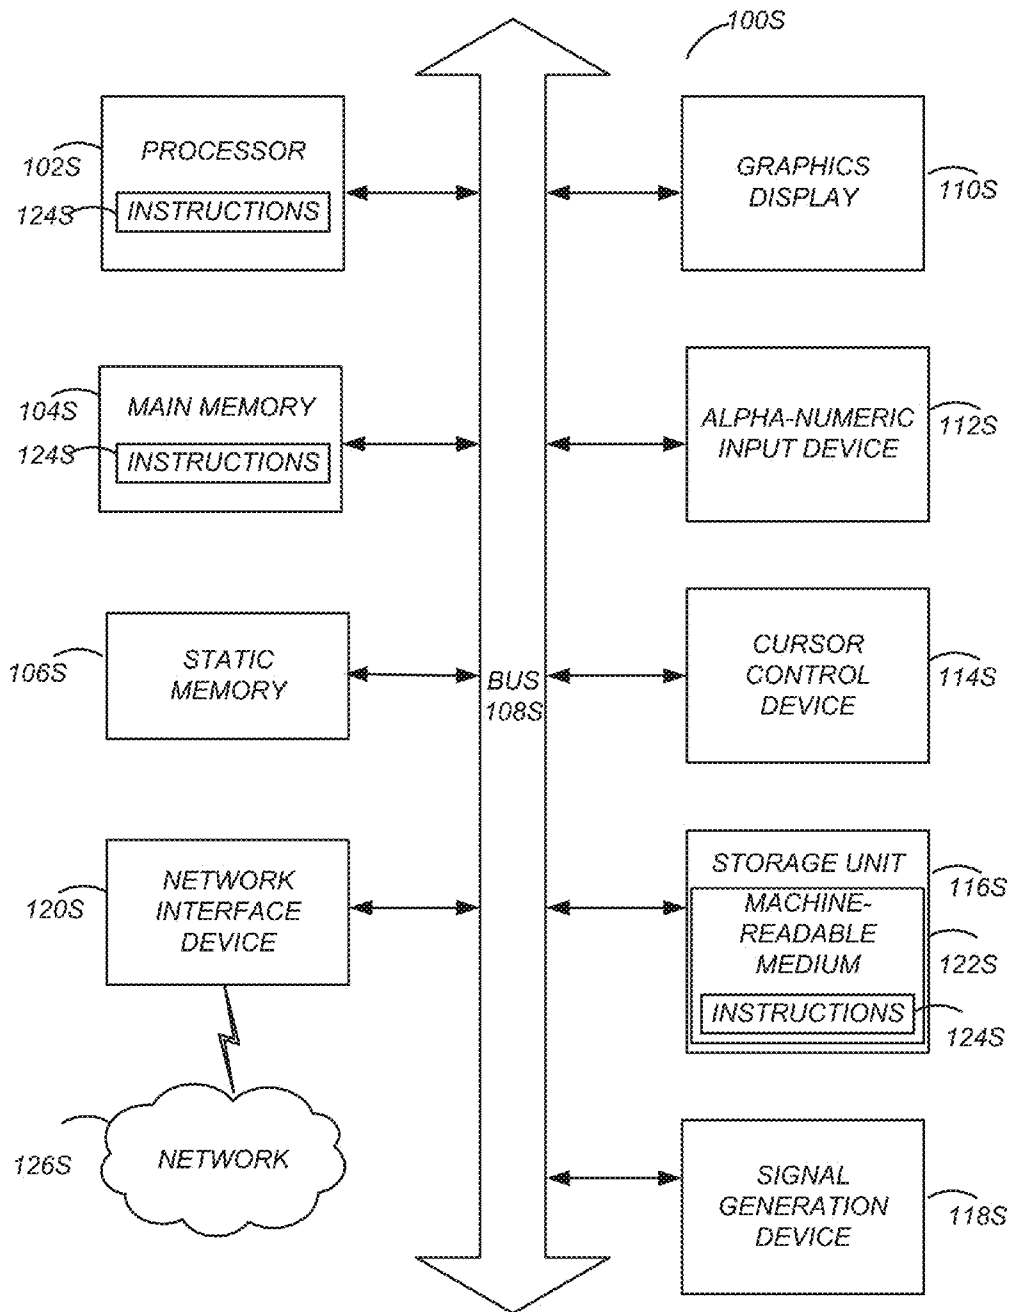 100S
PROCESSOR
102S
124S
INSTRUCTIONS
GRAPHICS
DISPLAY
110S
104S
MAIN MEMORY
124S
INSTRUCTIONS
ALPHA-NUMERIC
INPUT DEVICE
112S
106S
STATIC
MEMORY
BUS
108S
CURSOR
CONTROL
DEVICE
114S
120S
NETWORK
INTERFACE
DEVICE
STORAGE UNIT
116S
MACHINE-
READABLE
MEDIUM
122S
INSTRUCTIONS
124S
126S
NETWORK
SIGNAL
GENERATION
DEVICE
118S